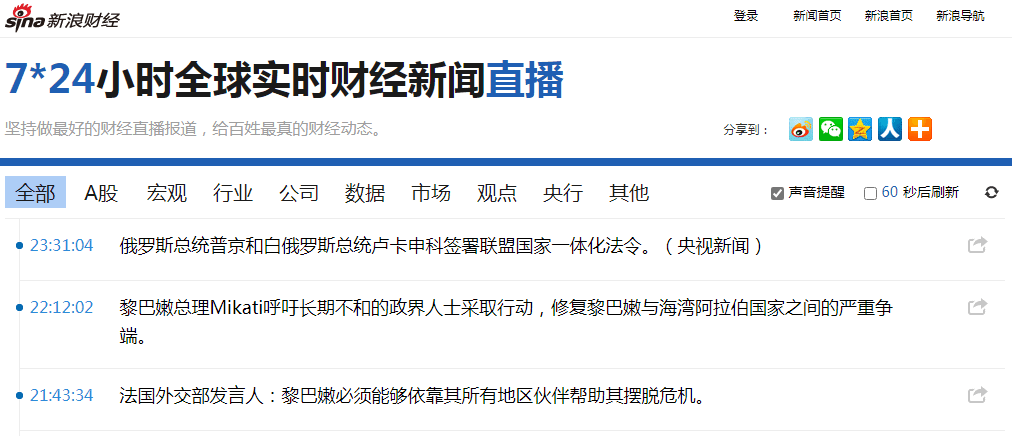 sina新浪财经
登录 新闻首页 新浪首页 新浪导航
7*24小时全球实时财经新闻直播
坚持做最好的财经直播报道，给百姓最真的财经动态。
分享到：
全部 A股 宏观 行业 公司 数据 市场 观点 央行 其他
声音提醒 60 秒后刷新
23:31:04 俄罗斯总统普京和白俄罗斯总统卢卡申科签署联盟国家一体化法令。（央视新闻）
22:12:02 黎巴嫩总理Mikati呼吁长期不和的政界人士采取行动，修复黎巴嫩与海湾阿拉伯国家之间的严重争
端。
21:43:34 法国外交部发言人：黎巴嫩必须能够依靠其所有地区伙伴帮助其摆脱危机。